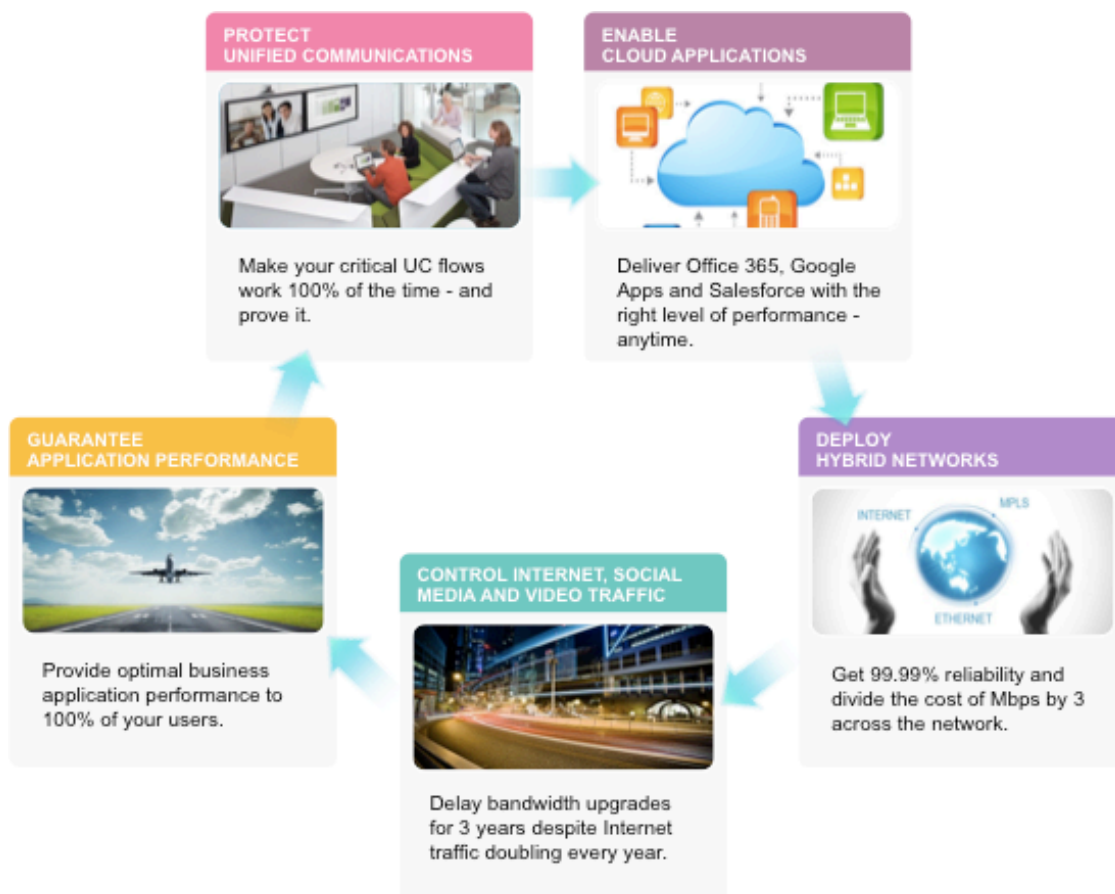 PROTECT
UNIFIED COMMUNICATIONS
Make your critical UC flows
work 100% of the time - and
prove it.
ENABLE
CLOUD APPLICATIONS
Deliver Office 365, Google
Apps and Salesforce with the
right level of performance -
anytime.
DEPLOY
HYBRID NETWORKS
INTERNET
MPLS
ETHERNET
Get 99.99% reliability and
divide the cost of Mbps by 3
across the network.
CONTROL INTERNET, SOCIAL
MEDIA AND VIDEO TRAFFIC
Delay bandwidth upgrades
for 3 years despite Internet
traffic doubling every year.
GUARANTEE
APPLICATION PERFORMANCE
Provide optimal business
application performance to
100% of your users.